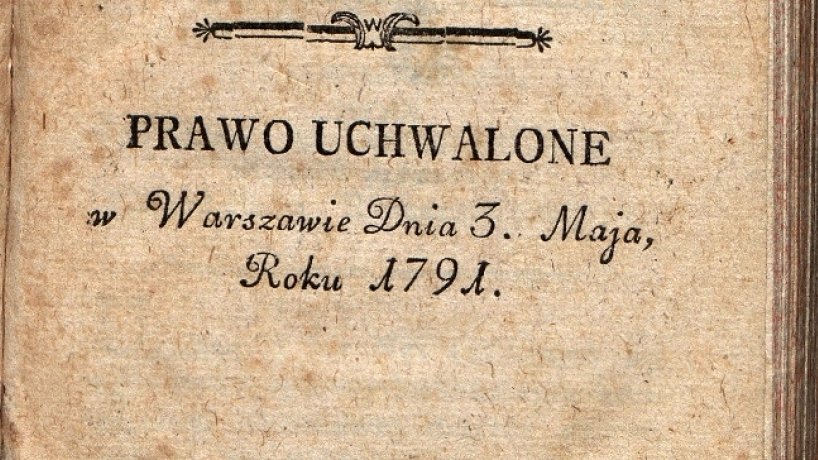 PRAWO UCHWALONE
w Warszawie Dnia 3. Maja,
Roku 1791.